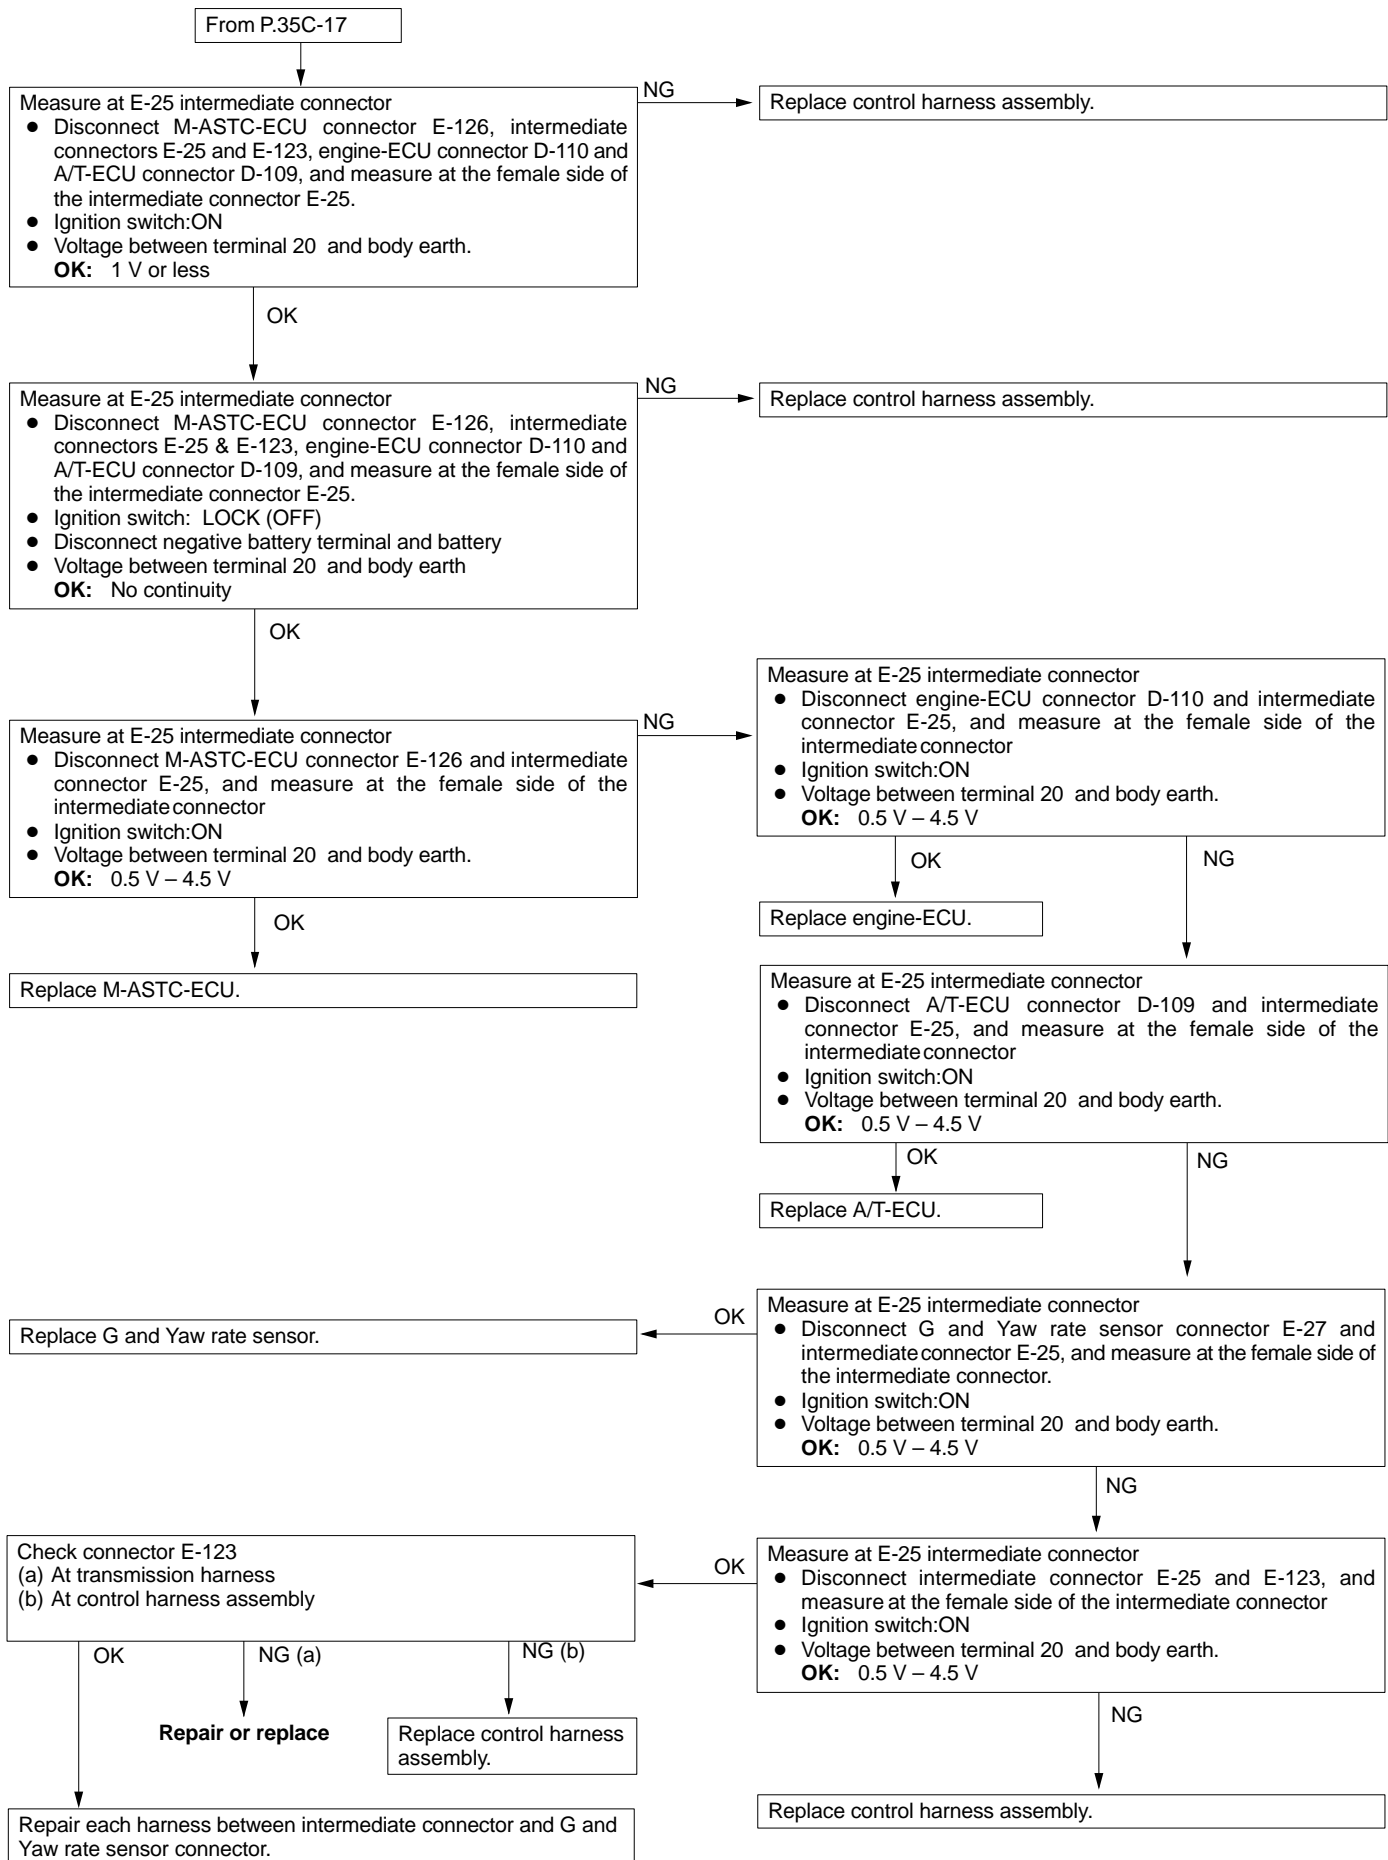 From P.35C-17
Measure at E-25 intermediate connector
● Disconnect M-ASTC-ECU connector E-126, intermediate
connectors E-25 and E-123, engine-ECU connector D-110 and
A/T-ECU connector D-109, and measure at the female side of
the intermediate connector E-25.
● Ignition switch:ON
● Voltage between terminal 20 and body earth.
OK: 1 V or less
NG
Replace control harness assembly.
OK
Measure at E-25 intermediate connector
● Disconnect M-ASTC-ECU connector E-126, intermediate
connectors E-25 & E-123, engine-ECU connector D-110 and
A/T-ECU connector D-109, and measure at the female side of
the intermediate connector E-25.
● Ignition switch: LOCK (OFF)
● Disconnect negative battery terminal and battery
● Voltage between terminal 20 and body earth
OK: No continuity
NG
Replace control harness assembly.
OK
Measure at E-25 intermediate connector
● Disconnect M-ASTC-ECU connector E-126 and intermediate
connector E-25, and measure at the female side of the
intermediate connector
● Ignition switch:ON
● Voltage between terminal 20 and body earth.
OK: 0.5 V – 4.5 V
NG
Measure at E-25 intermediate connector
● Disconnect engine-ECU connector D-110 and intermediate
connector E-25, and measure at the female side of the
intermediate connector
● Ignition switch:ON
● Voltage between terminal 20 and body earth.
OK: 0.5 V – 4.5 V
OK
Replace M-ASTC-ECU.
OK
NG
Replace engine-ECU.
Measure at E-25 intermediate connector
● Disconnect A/T-ECU connector D-109 and intermediate
connector E-25, and measure at the female side of the
intermediate connector
● Ignition switch:ON
● Voltage between terminal 20 and body earth.
OK: 0.5 V – 4.5 V
OK
NG
Replace A/T-ECU.
Measure at E-25 intermediate connector
● Disconnect G and Yaw rate sensor connector E-27 and
intermediate connector E-25, and measure at the female side of
the intermediate connector.
● Ignition switch:ON
● Voltage between terminal 20 and body earth.
OK: 0.5 V – 4.5 V
OK
Replace G and Yaw rate sensor.
NG
Measure at E-25 intermediate connector
● Disconnect intermediate connector E-25 and E-123, and
measure at the female side of the intermediate connector
● Ignition switch:ON
● Voltage between terminal 20 and body earth.
OK: 0.5 V – 4.5 V
OK
Check connector E-123
(a) At transmission harness
(b) At control harness assembly
OK
NG (a)
NG (b)
NG
Repair or replace
Replace control harness
assembly.
Replace control harness assembly.
Repair each harness between intermediate connector and G and
Yaw rate sensor connector.